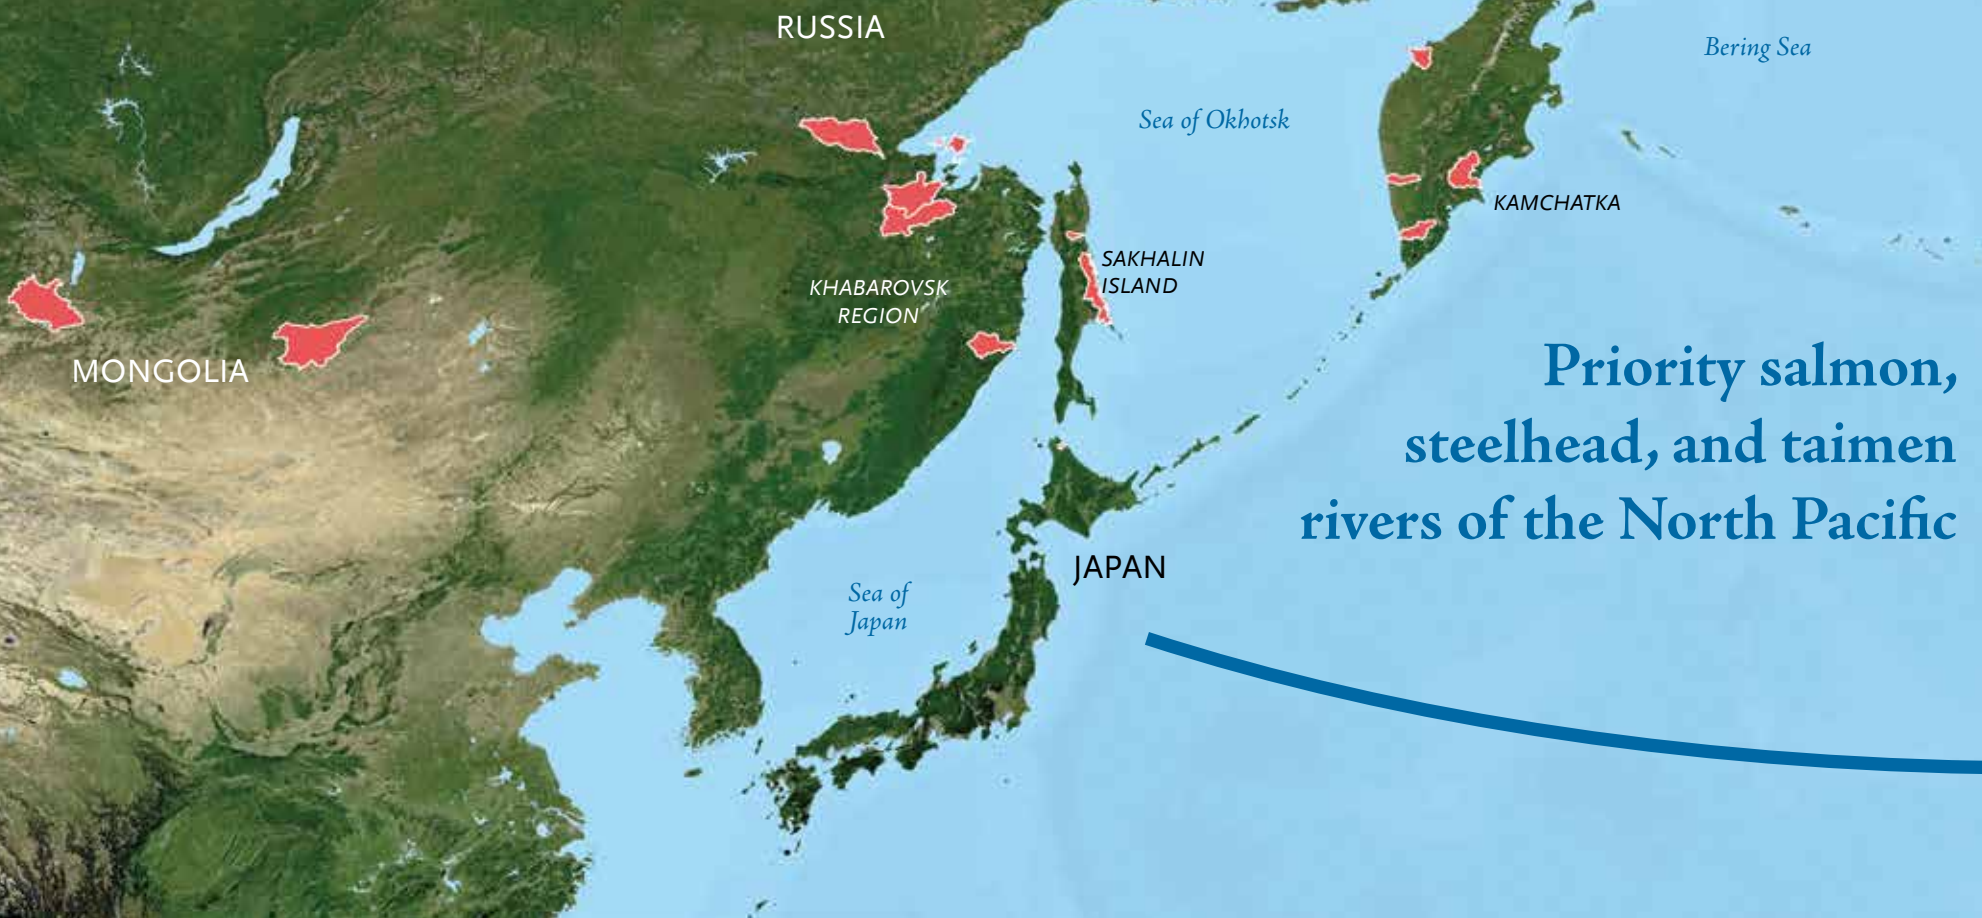 RUSSIA
Bering Sea
Sea of Okhotsk
KAMCHATKA
SAKHALIN
ISLAND
KHABAROVSK
REGION
MONGOLIA
Priority salmon,
steelhead, and taimen
rivers of the North Pacific
JAPAN
Sea of
Japan